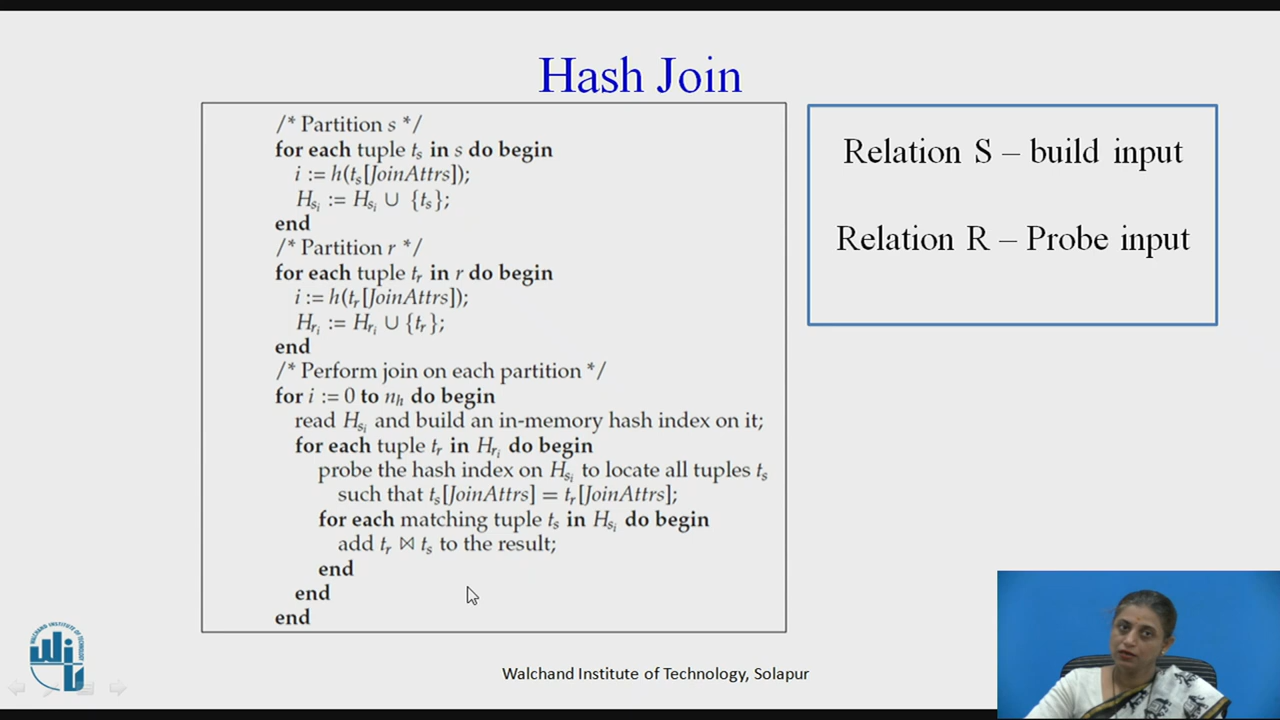 Hash Join
/* Partition s */
for each tuple tₛ in s do begin
i := h(tₛ[JoinAttrs]);
Hₛᵢ := Hₛᵢ ∪ {tₛ};
end
/* Partition r */
for each tuple tᵣ in r do begin
i := h(tᵣ[JoinAttrs]);
Hᵣᵢ := Hᵣᵢ ∪ {tᵣ};
end
/* Perform join on each partition */
for i := 0 to nₕ do begin
read Hₛᵢ and build an in-memory hash index on it;
for each tuple tᵣ in Hᵣᵢ do begin
probe the hash index on Hₛᵢ to locate all tuples tₛ
such that tₛ[JoinAttrs] = tᵣ[JoinAttrs];
for each matching tuple tₛ in Hₛᵢ do begin
add tᵣ ⋈ tₛ to the result;
end
end
end
Relation S – build input
Relation R – Probe input
WALCHAND INSTITUTE OF TECHNOLOGY, SOLAPUR
Walchand Institute of Technology, Solapur